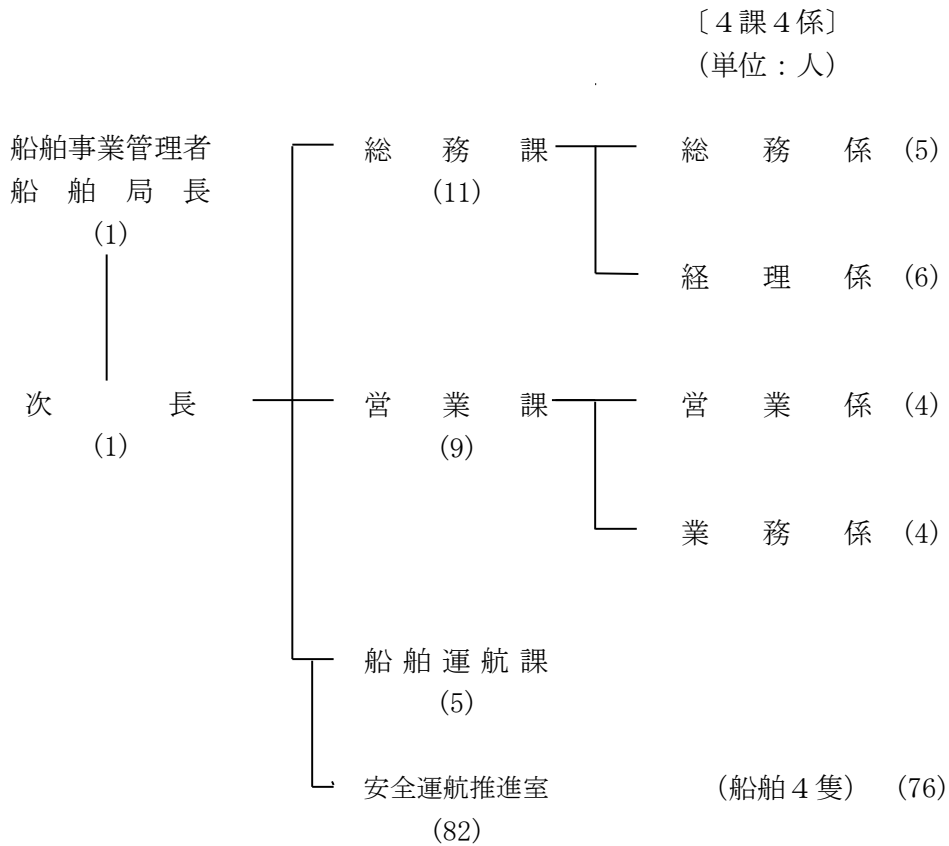 〔４課４係〕
（単位：人）
船舶事業管理者
船舶局長
(1)
総務課
(11)
総務係 (5)
経理係 (6)
次長
(1)
営業課
(9)
営業係 (4)
業務係 (4)
船舶運航課
(5)
安全運航推進室
(82)
（船舶４隻） (76)